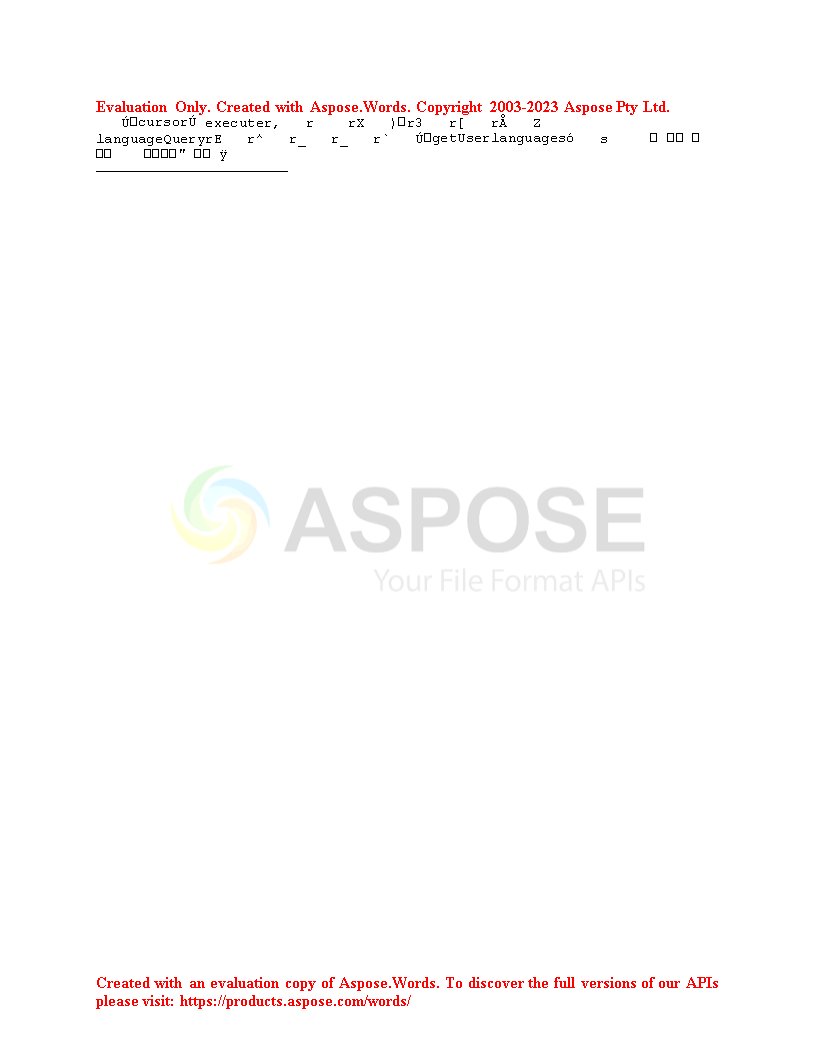 Evaluation Only. Created with Aspose.Words. Copyright 2003-2023 Aspose Pty Ltd.
Ú□cursorÚ executer, r rX )□r3 r[ rÅ Z
languageQueryrE r^ r_ r_ r` Ú□getUserlanguagesó s □ □□ □
□□ □□□□" □□ ÿ
ASPOSE
Your File Format APIs
Created with an evaluation copy of Aspose.Words. To discover the full versions of our APIs
please visit: https://products.aspose.com/words/